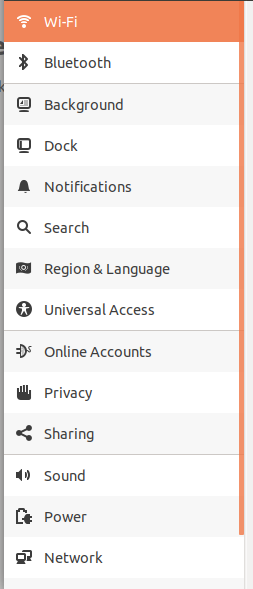 Wi-Fi
Bluetooth
Background
Dock
Notifications
Search
Region & Language
Universal Access
Online Accounts
Privacy
Sharing
Sound
Power
Network